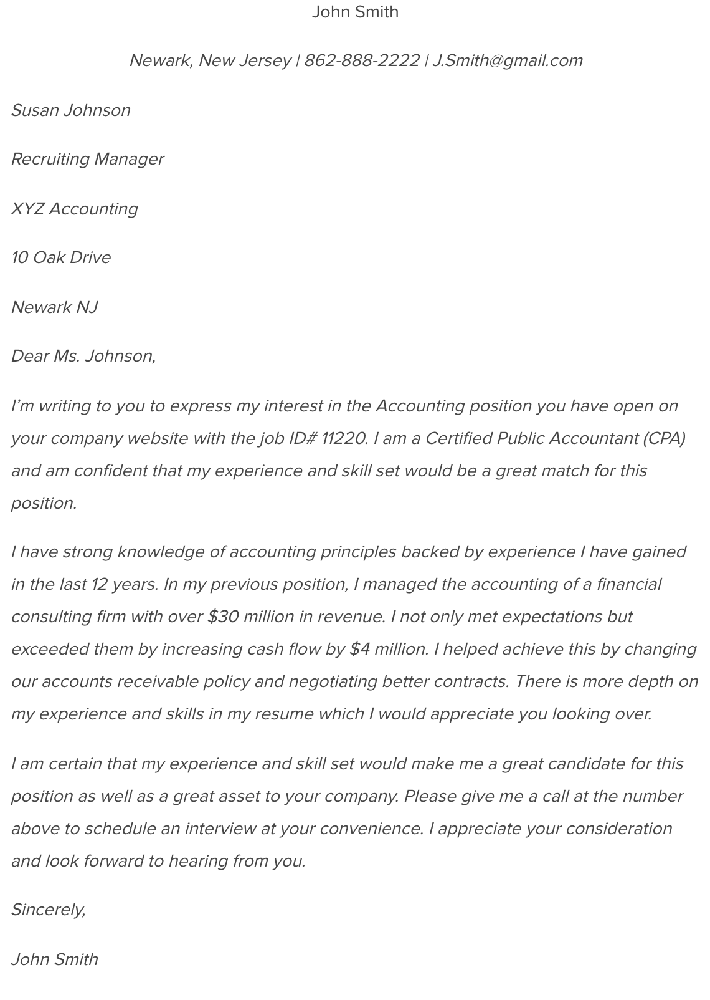 John Smith
Newark, New Jersey | 862-888-2222 | J.Smith@gmail.com
Susan Johnson
Recruiting Manager
XYZ Accounting
10 Oak Drive
Newark NJ
Dear Ms. Johnson,
I’m writing to you to express my interest in the Accounting position you have open on
your company website with the job ID# 11220. I am a Certified Public Accountant (CPA)
and am confident that my experience and skill set would be a great match for this
position.
I have strong knowledge of accounting principles backed by experience I have gained
in the last 12 years. In my previous position, I managed the accounting of a financial
consulting firm with over $30 million in revenue. I not only met expectations but
exceeded them by increasing cash flow by $4 million. I helped achieve this by changing
our accounts receivable policy and negotiating better contracts. There is more depth on
my experience and skills in my resume which I would appreciate you looking over.
I am certain that my experience and skill set would make me a great candidate for this
position as well as a great asset to your company. Please give me a call at the number
above to schedule an interview at your convenience. I appreciate your consideration
and look forward to hearing from you.
Sincerely,
John Smith